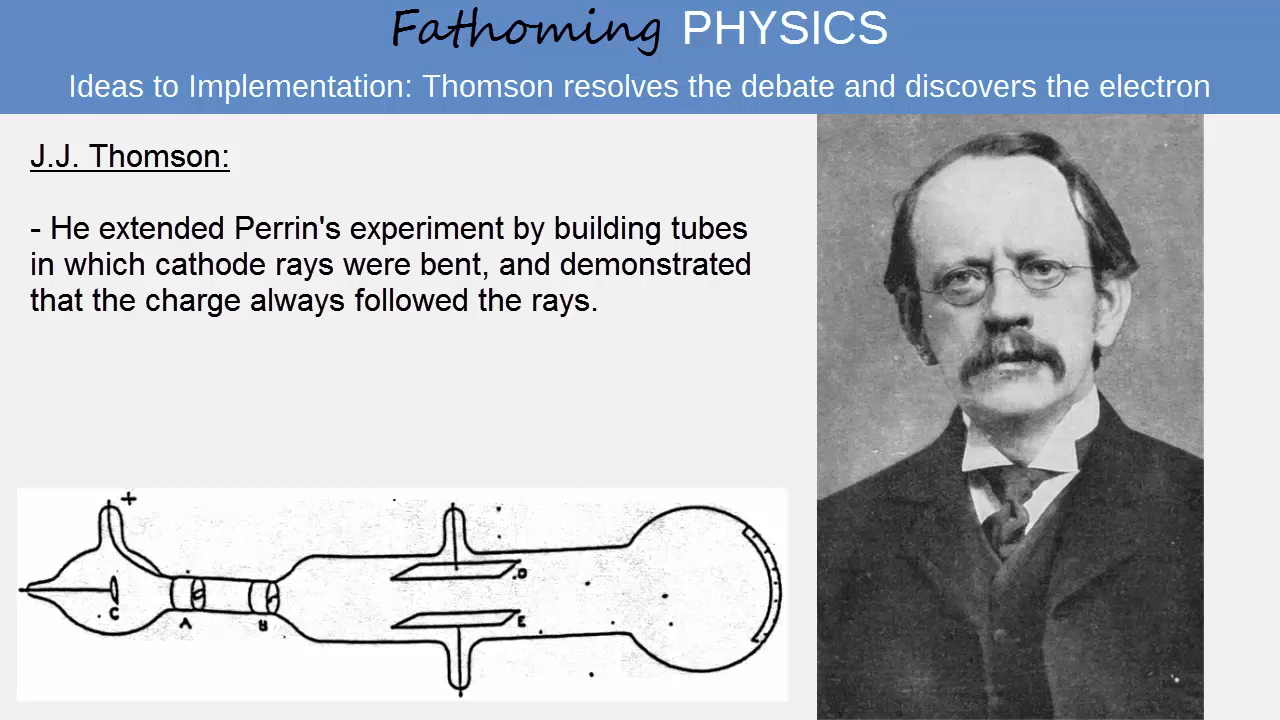 Fathoming PHYSICS
Ideas to Implementation: Thomson resolves the debate and discovers the electron
J.J. Thomson:
- He extended Perrin's experiment by building tubes
in which cathode rays were bent, and demonstrated
that the charge always followed the rays.
+
D
C
A
B
E